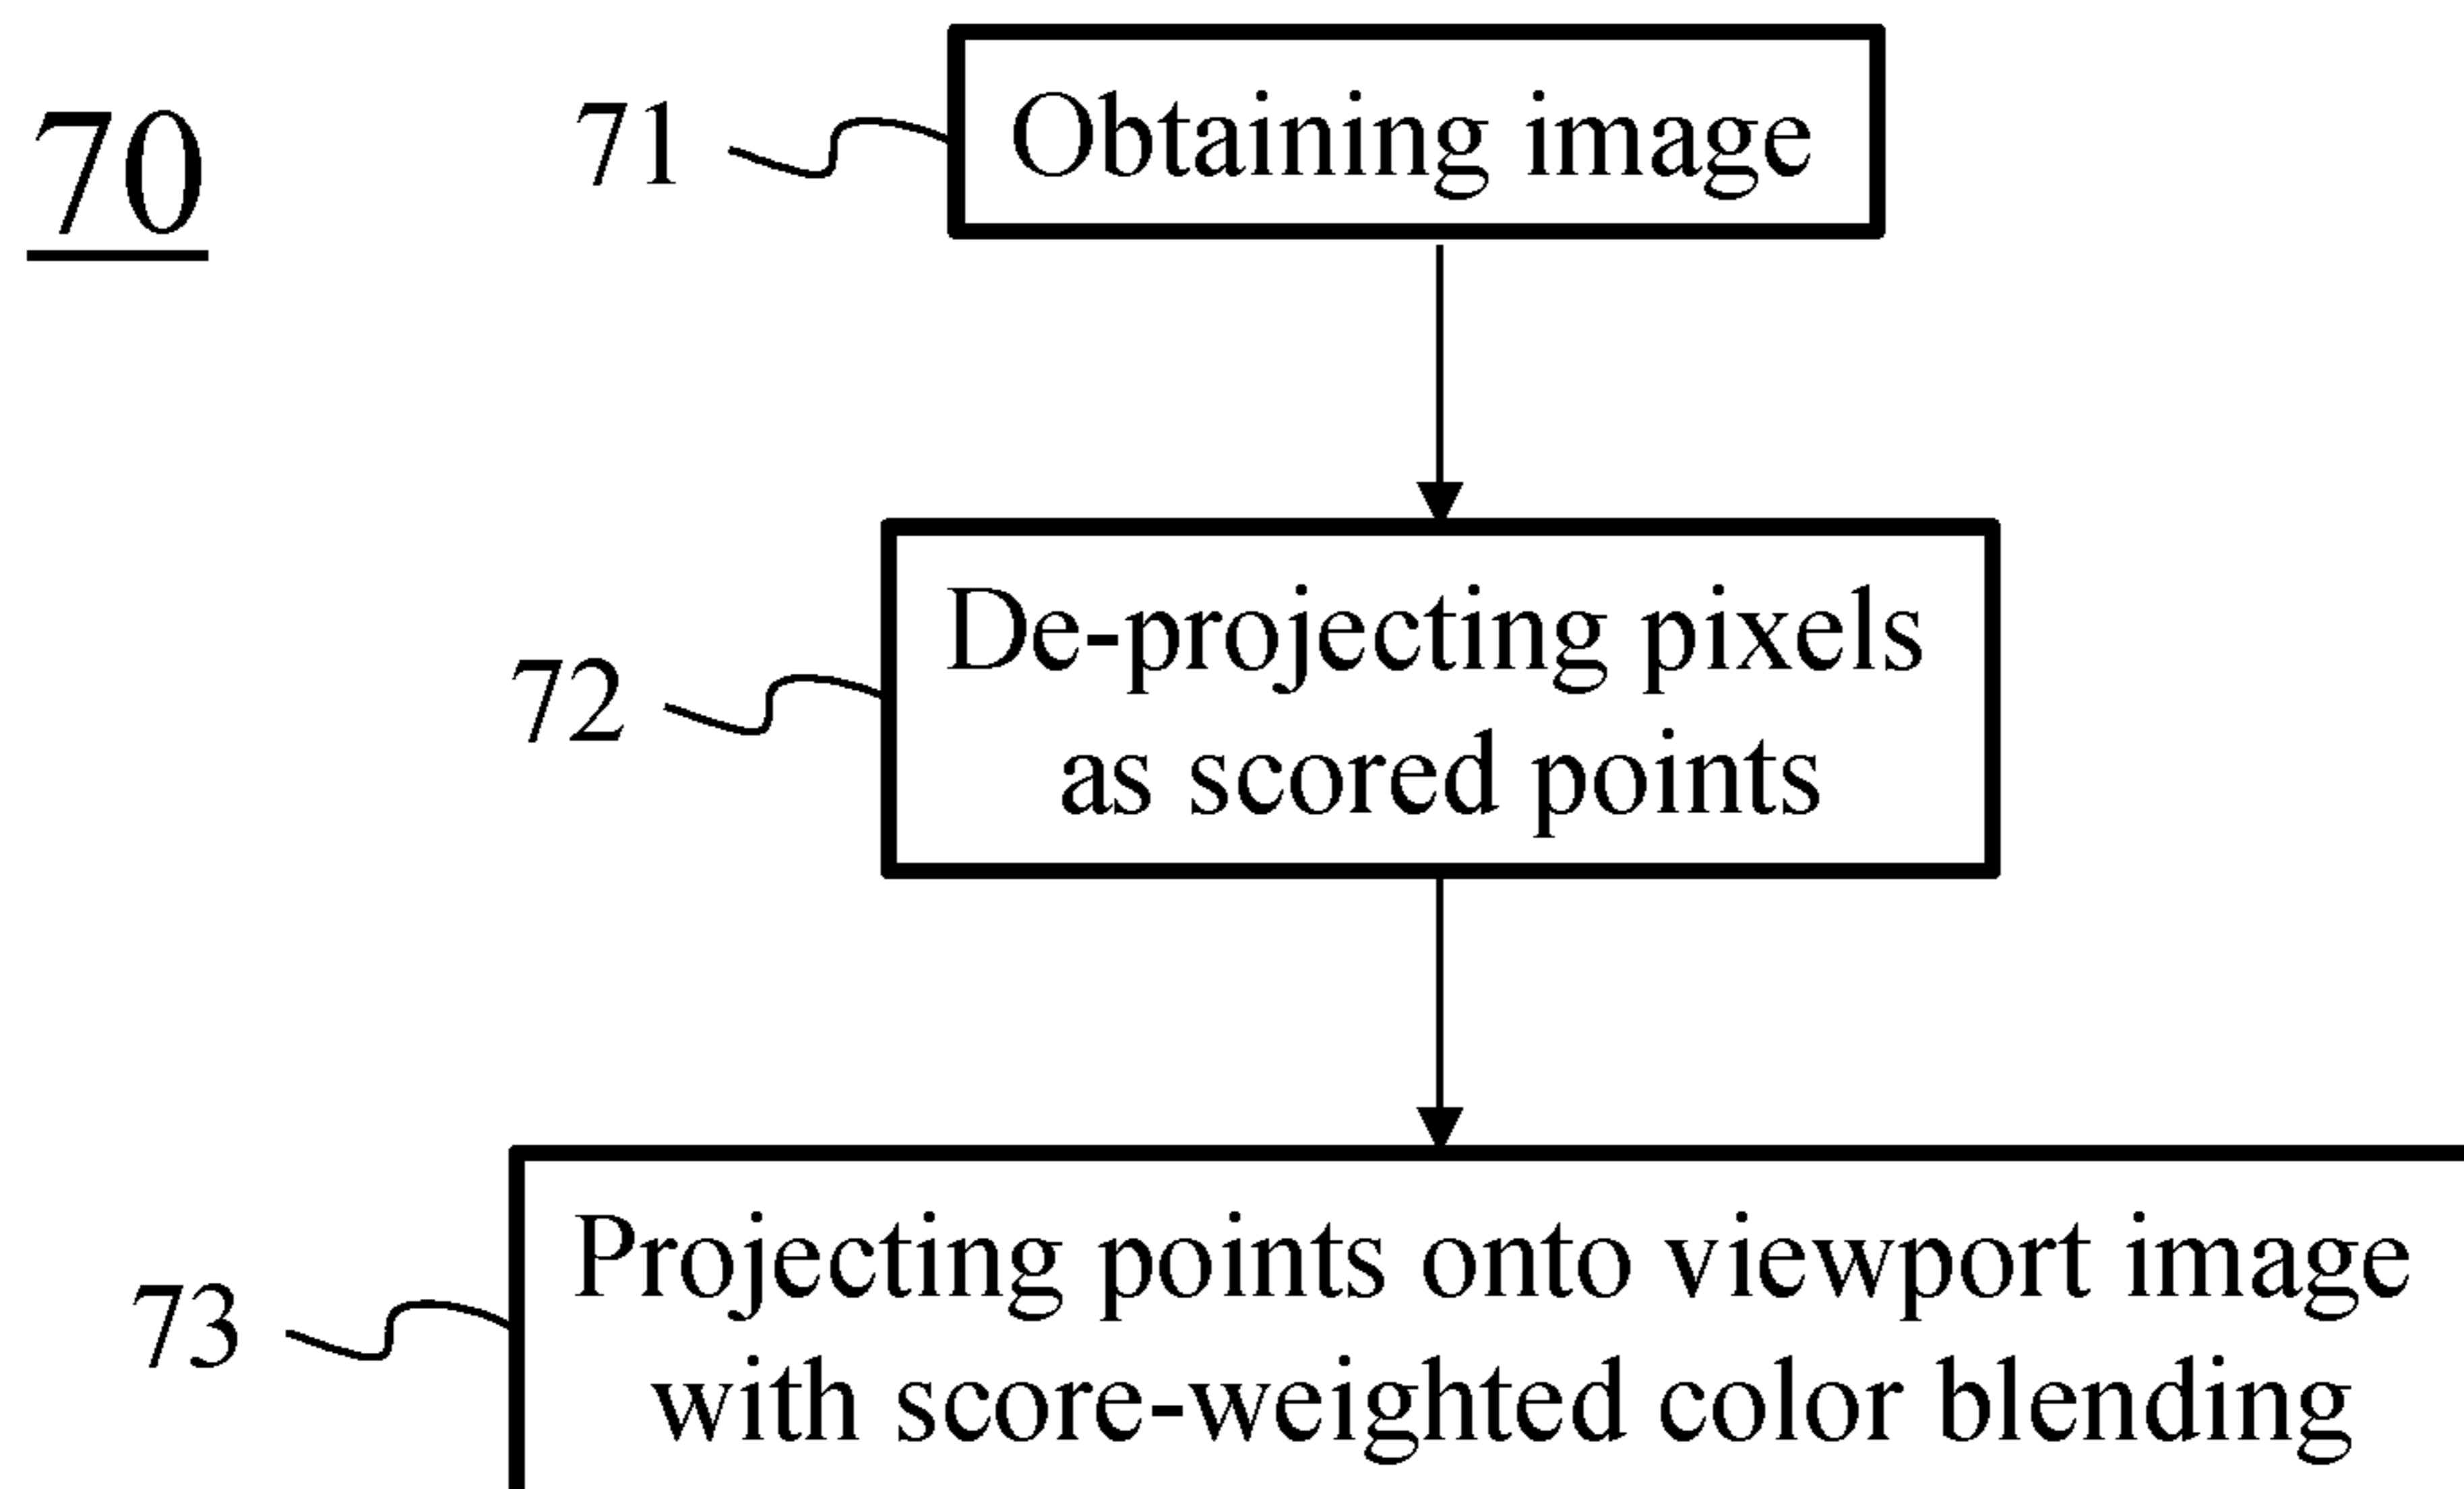 70
71
Obtaining image
72
De-projecting pixels
as scored points
73
Projecting points onto viewport image
with score-weighted color blending